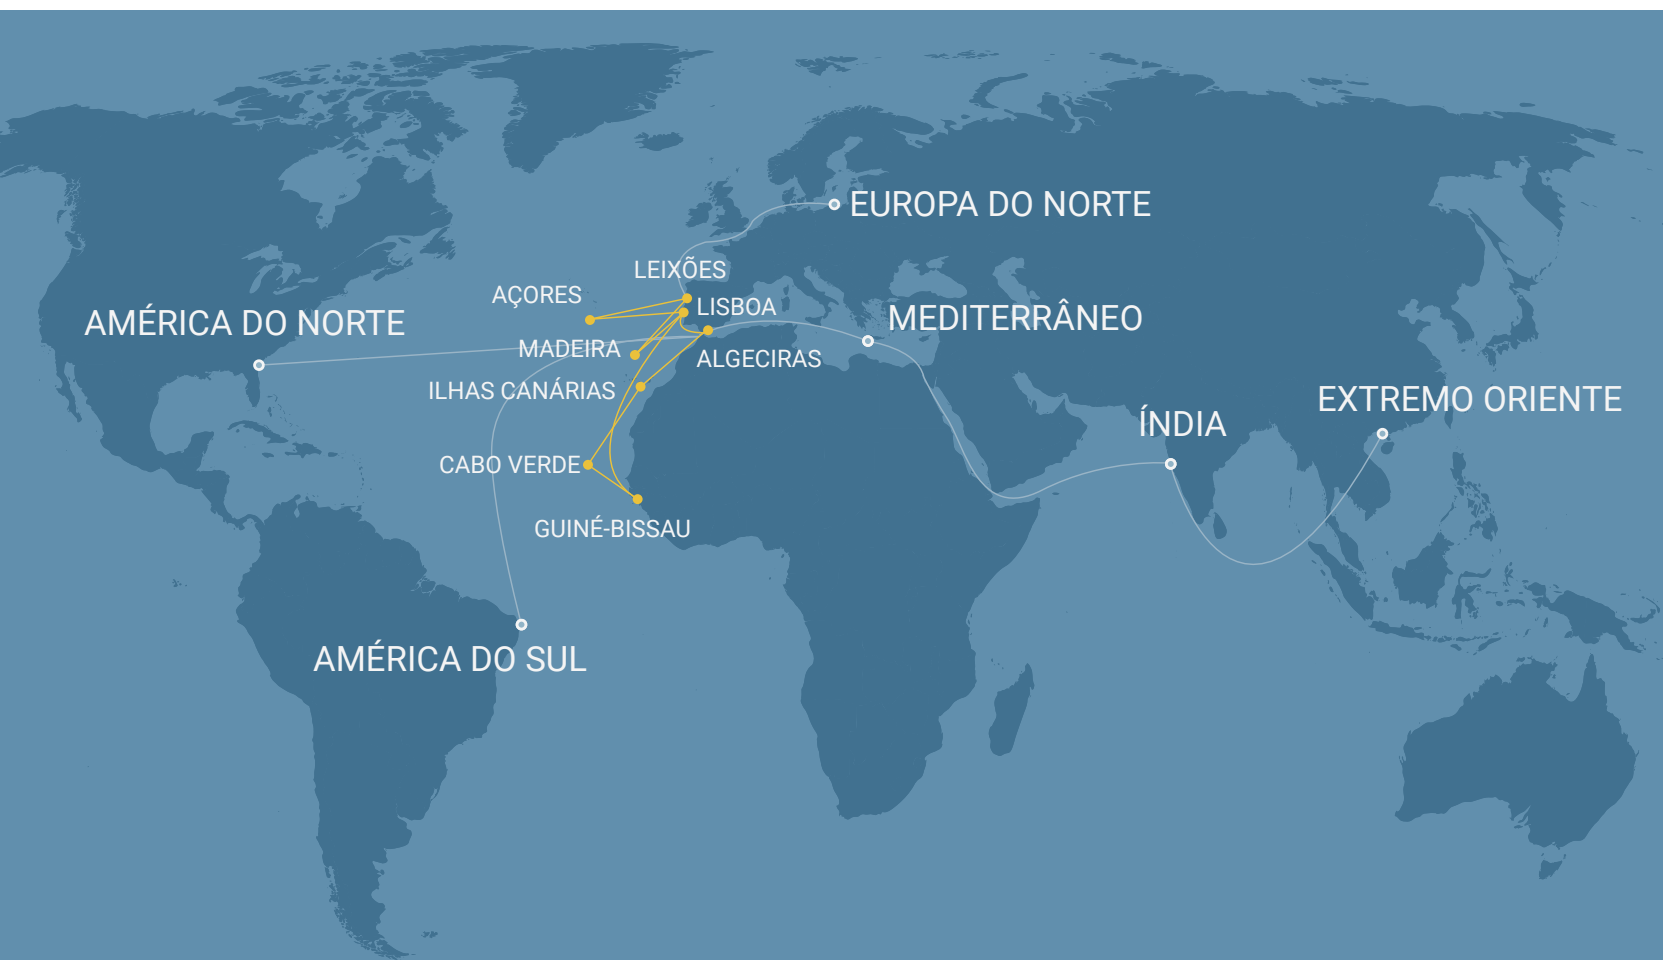 EUROPA DO NORTE
LEIXÕES
AÇORES
LISBOA
AMÉRICA DO NORTE
MEDITERRÂNEO
MADEIRA
ALGECIRAS
ILHAS CANÁRIAS
EXTREMO ORIENTE
ÍNDIA
CABO VERDE
GUINÉ-BISSAU
AMÉRICA DO SUL